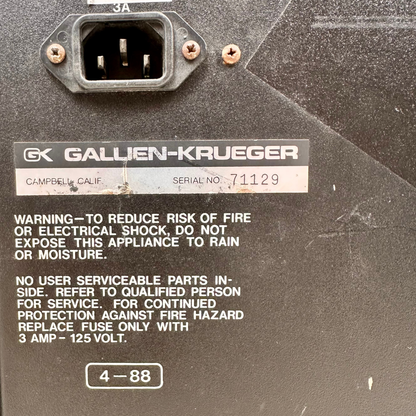 3A
GK GALLIEN-KRUEGER
CAMPBELL, CALIF. SERIAL NO. 71129
WARNING—TO REDUCE RISK OF FIRE
OR ELECTRICAL SHOCK, DO NOT
EXPOSE THIS APPLIANCE TO RAIN
OR MOISTURE.
NO USER SERVICEABLE PARTS IN-
SIDE. REFER TO QUALIFIED PERSON
FOR SERVICE. FOR CONTINUED
PROTECTION AGAINST FIRE HAZARD
REPLACE FUSE ONLY WITH
3 AMP - 125 VOLT.
4-88